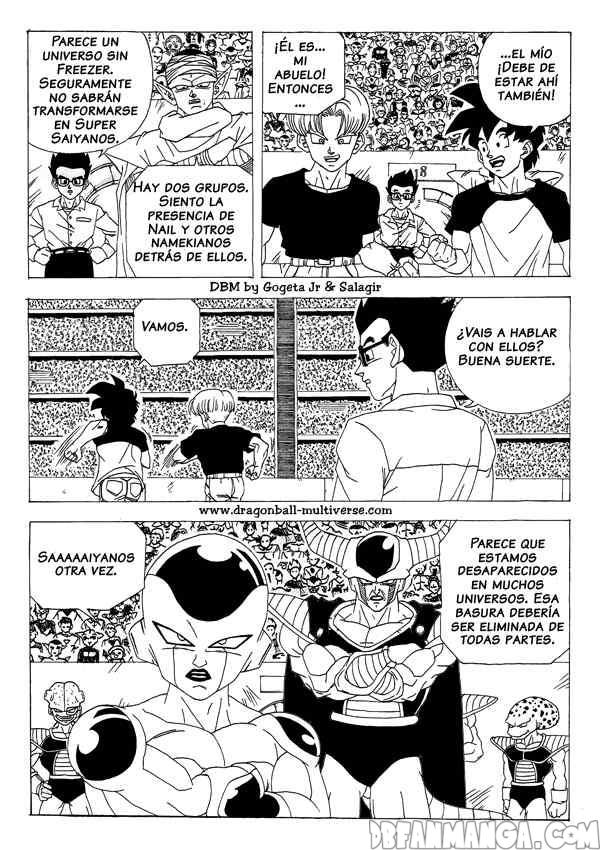 PARECE UN
UNIVERSO SIN
FREEZER.
SEGURAMENTE
NO SABRÁN
TRANSFORMARSE
EN SUPER
SAIYANOS.
HAY DOS GRUPOS.
SIENTO LA
PRESENCIA DE
NAIL Y OTROS
NAMEKIANOS
DETRÁS DE ELLOS.
¡ÉL ES...
MI
ABUELO!
ENTONCES
...
...EL MÍO
¡DEBE DE
ESTAR AHÍ
TAMBIÉN!
18
DBM by Gogeta Jr & Salagir
VAMOS.
¿VAIS A HABLAR
CON ELLOS?
BUENA SUERTE.
www.dragonball-multiverse.com
SAAAAAIYANOS
OTRA VEZ.
PARECE QUE
ESTAMOS
DESAPARECIDOS
EN MUCHOS
UNIVERSOS. ESA
BASURA DEBERÍA
SER ELIMINADA DE
TODAS PARTES.
DBFANMANGA.COM